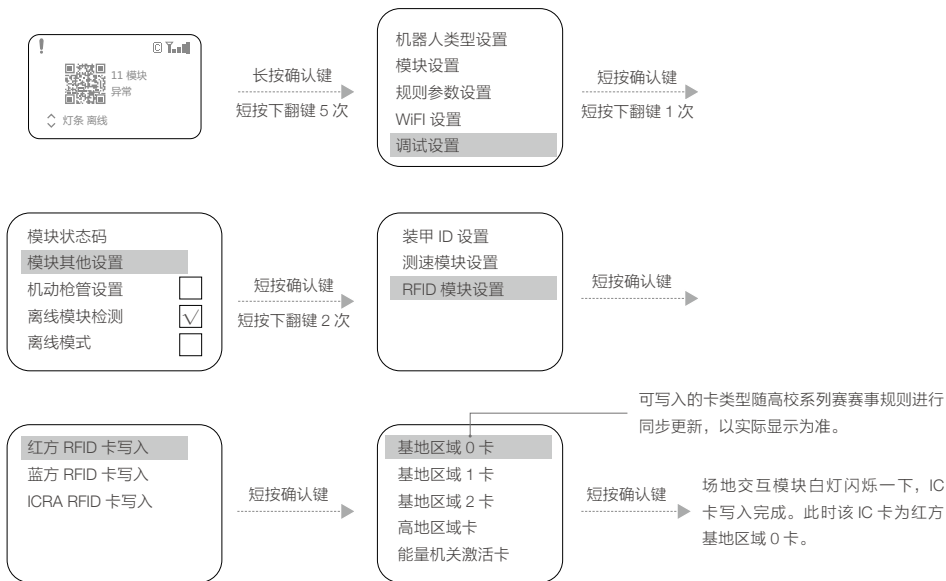 11 模块
异常
灯条 离线
长按确认键
短按下翻键 5 次
机器人类型设置
模块设置
规则参数设置
WiFI 设置
调试设置
短按确认键
短按下翻键 1 次
模块状态码
模块其他设置
机动枪管设置
离线模块检测
离线模式
短按确认键
短按下翻键 2 次
装甲 ID 设置
测速模块设置
RFID 模块设置
短按确认键
可写入的卡类型随高校系列赛赛事规则进行
同步更新，以实际显示为准。
红方 RFID 卡写入
蓝方 RFID 卡写入
ICRA RFID 卡写入
短按确认键
基地区域 0 卡
基地区域 1 卡
基地区域 2 卡
高地区域卡
能量机关激活卡
短按确认键
场地交互模块白灯闪烁一下，IC
卡写入完成。此时该 IC 卡为红方
基地区域 0 卡。